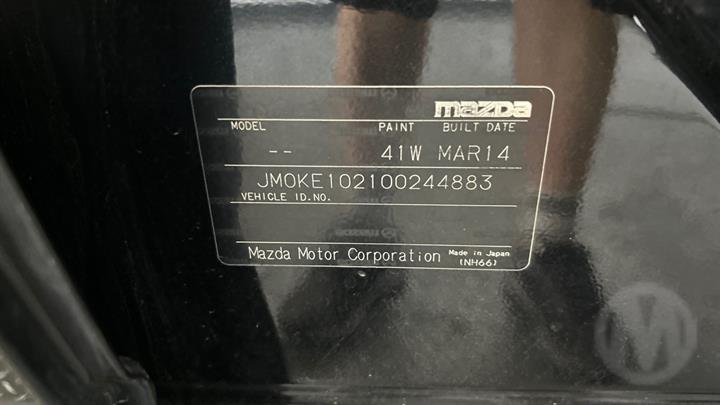 mazda
MODEL PAINT BUILT DATE
-- 41W MAR14
JM0KE102100244883
VEHICLE ID.NO.
Mazda Motor Corporation Made in Japan
(NH66)
M